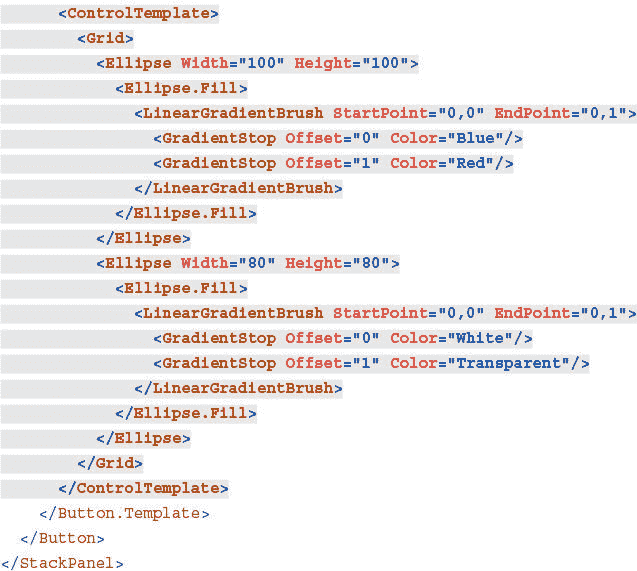 <ControlTemplate>
<Grid>
<Ellipse Width="100" Height="100">
<Ellipse.Fill>
<LinearGradientBrush StartPoint="0,0" EndPoint="0,1">
<GradientStop Offset="0" Color="Blue"/>
<GradientStop Offset="1" Color="Red"/>
</LinearGradientBrush>
</Ellipse.Fill>
</Ellipse>
<Ellipse Width="80" Height="80">
<Ellipse.Fill>
<LinearGradientBrush StartPoint="0,0" EndPoint="0,1">
<GradientStop Offset="0" Color="White"/>
<GradientStop Offset="1" Color="Transparent"/>
</LinearGradientBrush>
</Ellipse.Fill>
</Ellipse>
</Grid>
</ControlTemplate>
</Button.Template>
</Button>
</StackPanel>